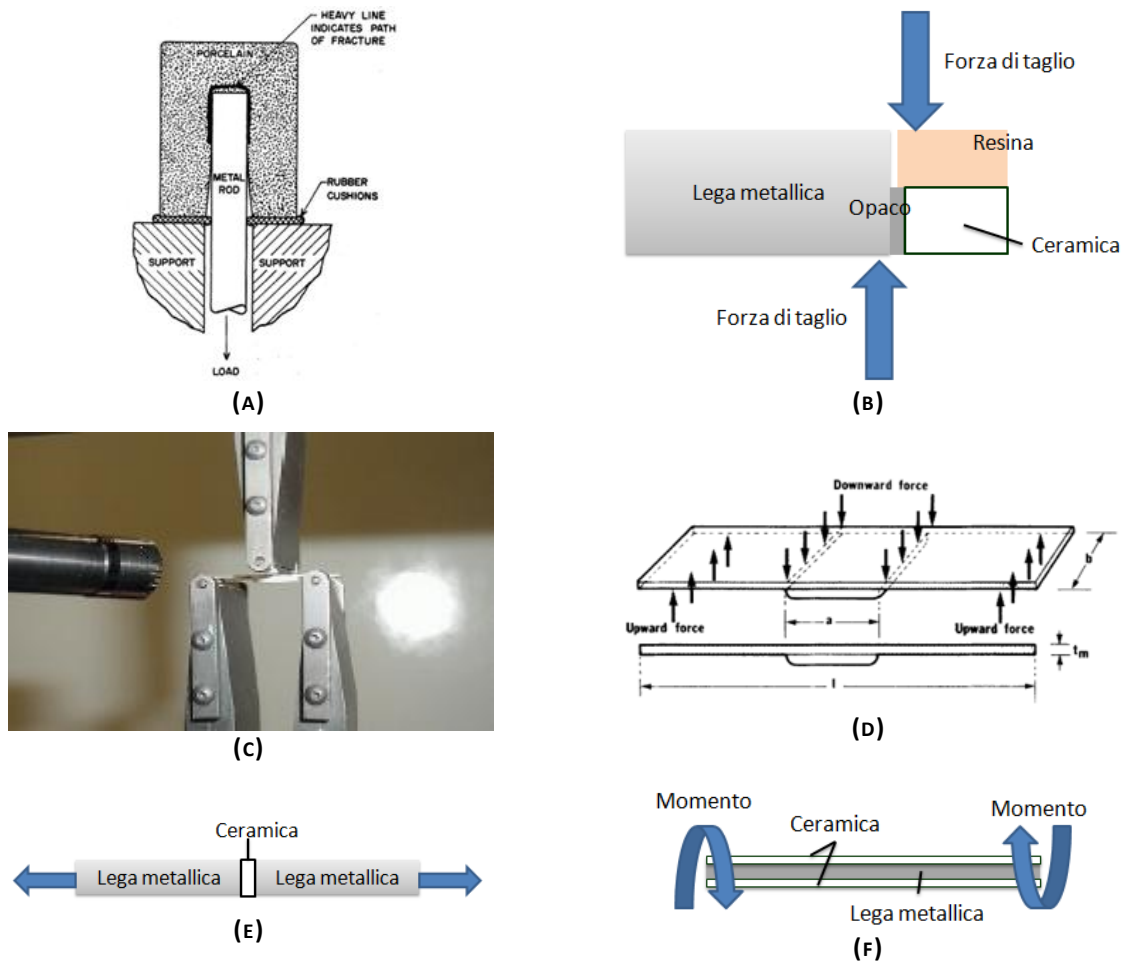 HEAVY LINE
INDICATES PATH
OF FRACTURE
PORCELAIN
METAL
ROD
RUBBER
CUSHIONS
SUPPORT
SUPPORT
LOAD
(A)
Forza di taglio
Resina
Lega metallica
Opaco
Ceramica
Forza di taglio
(B)
(C)
Downward force
b
Upward force
a
Upward force
tm
l
(D)
Ceramica
Lega metallica
Lega metallica
(E)
Momento
Momento
Ceramica
Lega metallica
(F)